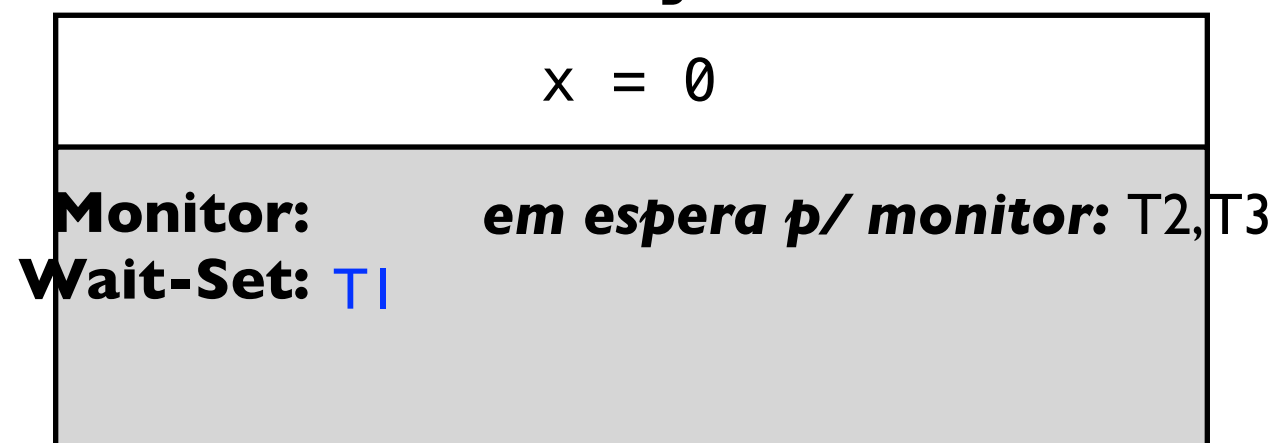 x = 0
Monitor: em espera p/ monitor: T2,T3
Wait-Set: T1